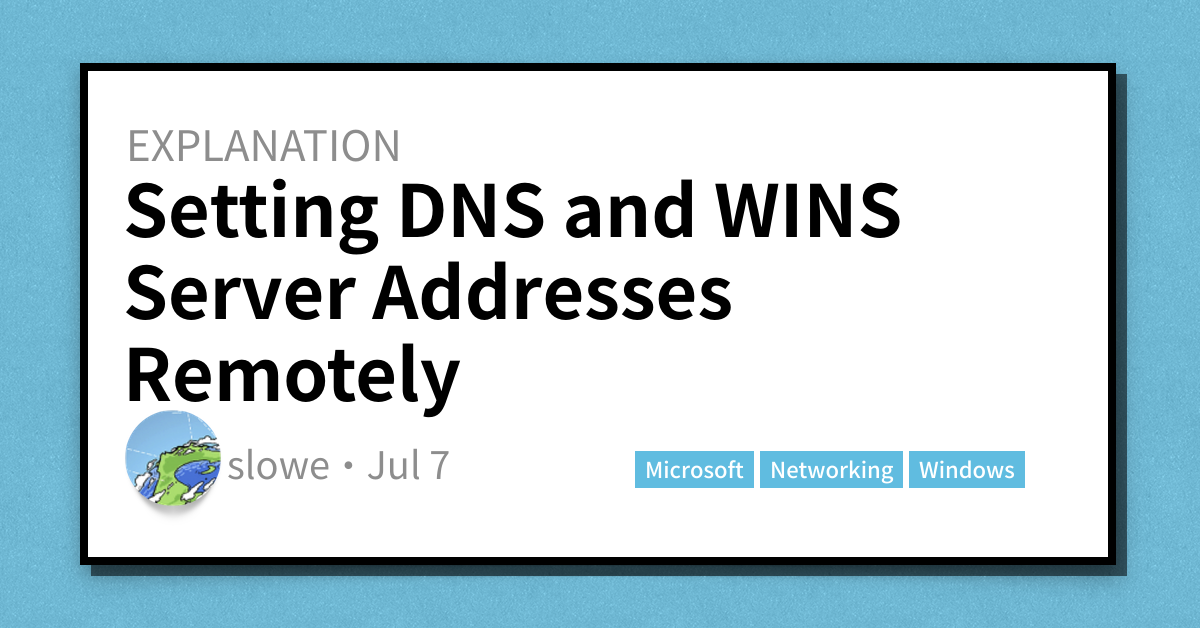 EXPLANATION
Setting DNS and WINS
Server Addresses
Remotely
slowe • Jul 7
Microsoft Networking Windows